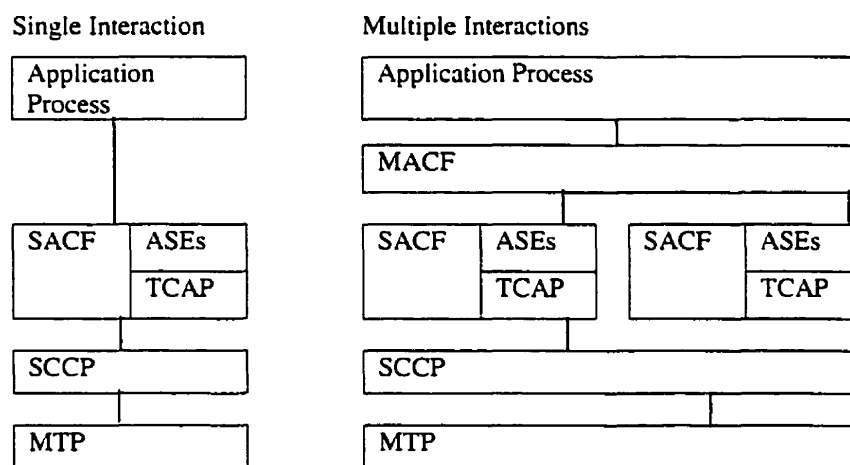 Single Interaction
Multiple Interactions
Application
Process
Application Process
MACF
SACF
ASEs
TCAP
SACF
ASEs
TCAP
SACF
ASEs
TCAP
SCCP
SCCP
MTP
MTP